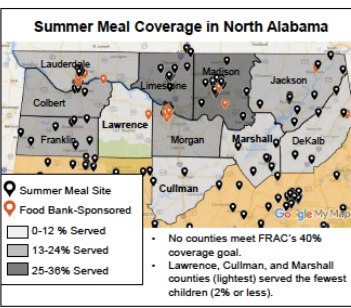 Summer Meal Coverage in North Alabama
Lauderdale
Madison
Limestone
Jackson
Colbert
Lawrence
Franklin
Morgan
Marshall
DeKalb
Cullman
Summer Meal Site
Food Bank-Sponsored
0-12 % Served
13-24% Served
25-36% Served
Google My Map
• No counties meet FRAC's 40%
coverage goal.
• Lawrence, Cullman, and Marshall
counties (lightest) served the fewest
children (2% or less).